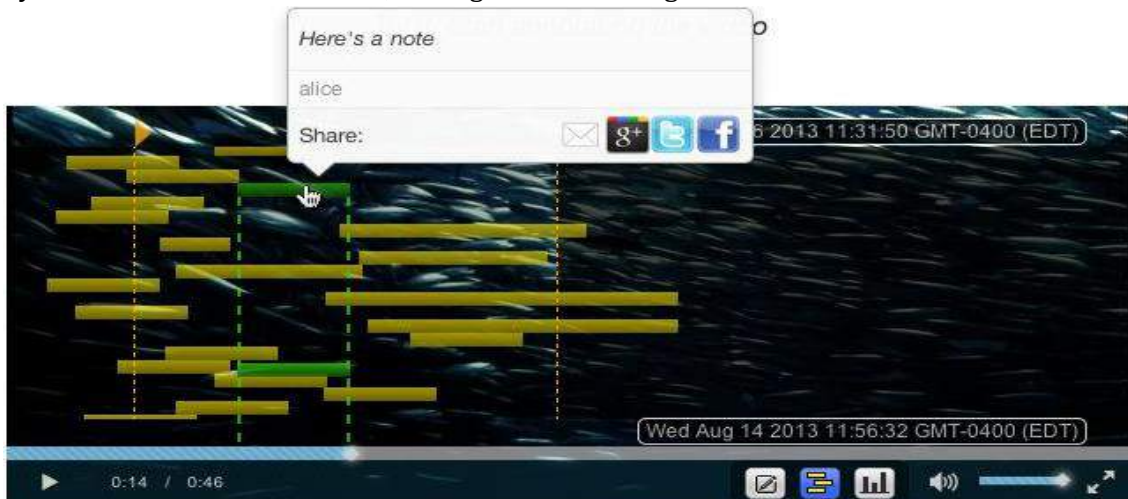 Here's a note
alice
Share:
g+
f
6 2013 11:31:50 GMT-0400 (EDT)
Wed Aug 14 2013 11:56:32 GMT-0400 (EDT)
0:14 / 0:46